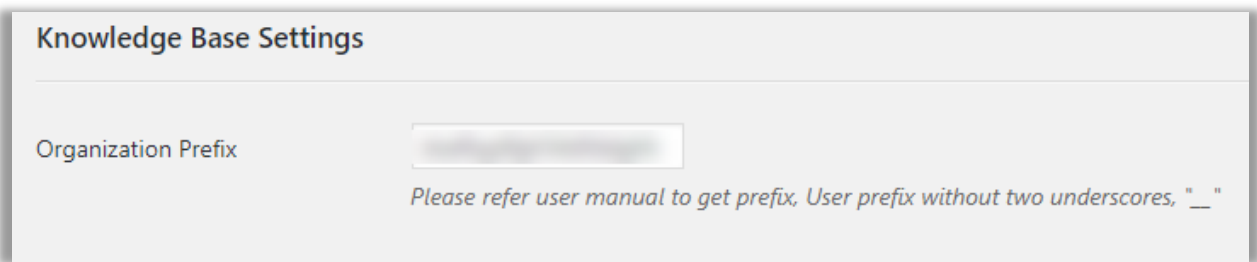 Knowledge Base Settings
Organization Prefix
Please refer user manual to get prefix, User prefix without two underscores, "__"